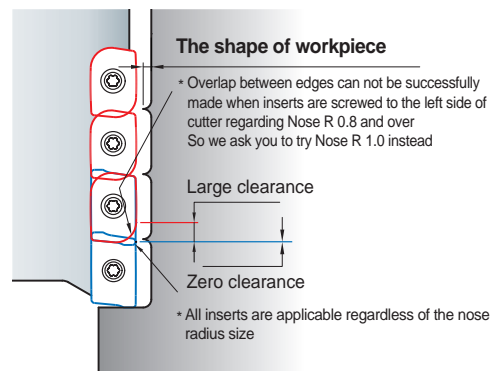 The shape of workpiece
* Overlap between edges can not be successfully
made when inserts are screwed to the left side of
cutter regarding Nose R 0.8 and over
So we ask you to try Nose R 1.0 instead
Large clearance
Zero clearance
* All inserts are applicable regardless of the nose
radius size